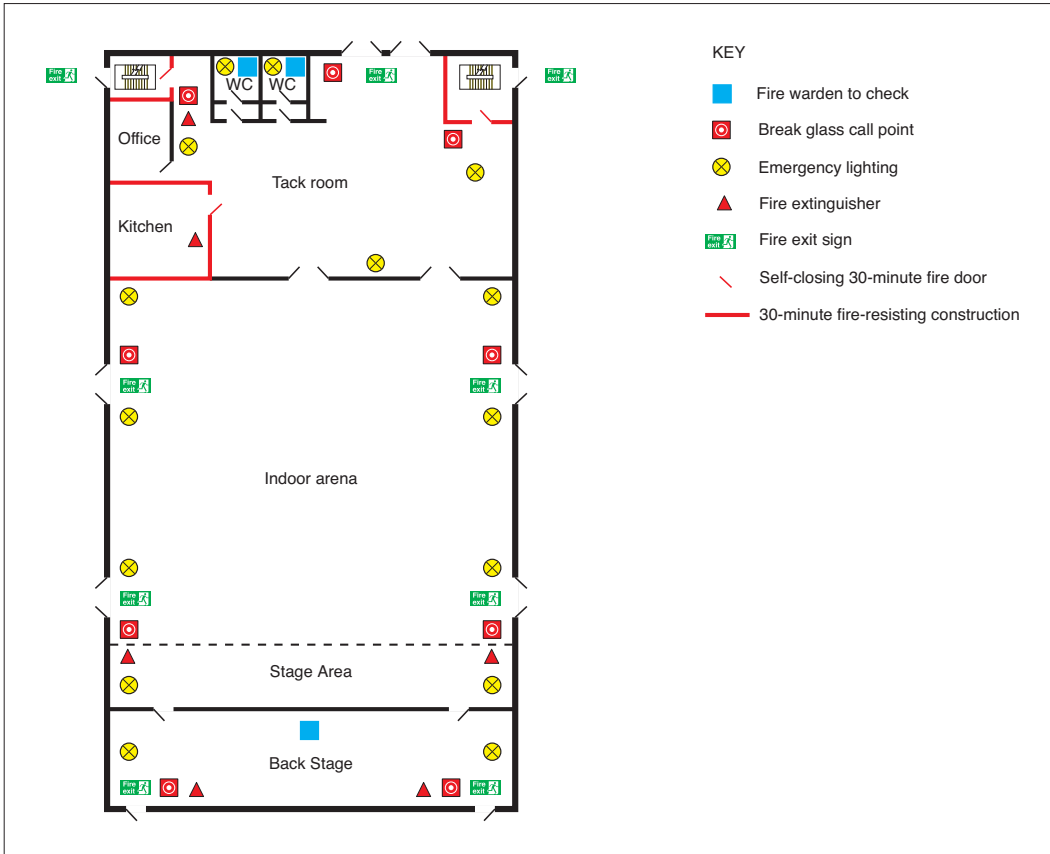 KEY
Fire exit
WC
WC
Fire exit
Fire exit
Fire warden to check
Office
Break glass call point
Tack room
Emergency lighting
Fire extinguisher
Kitchen
Fire exit
Fire exit sign
Self-closing 30-minute fire door
30-minute fire-resisting construction
Fire exit
Fire exit
Indoor arena
Fire exit
Fire exit
Stage Area
Back Stage
Fire exit
Fire exit